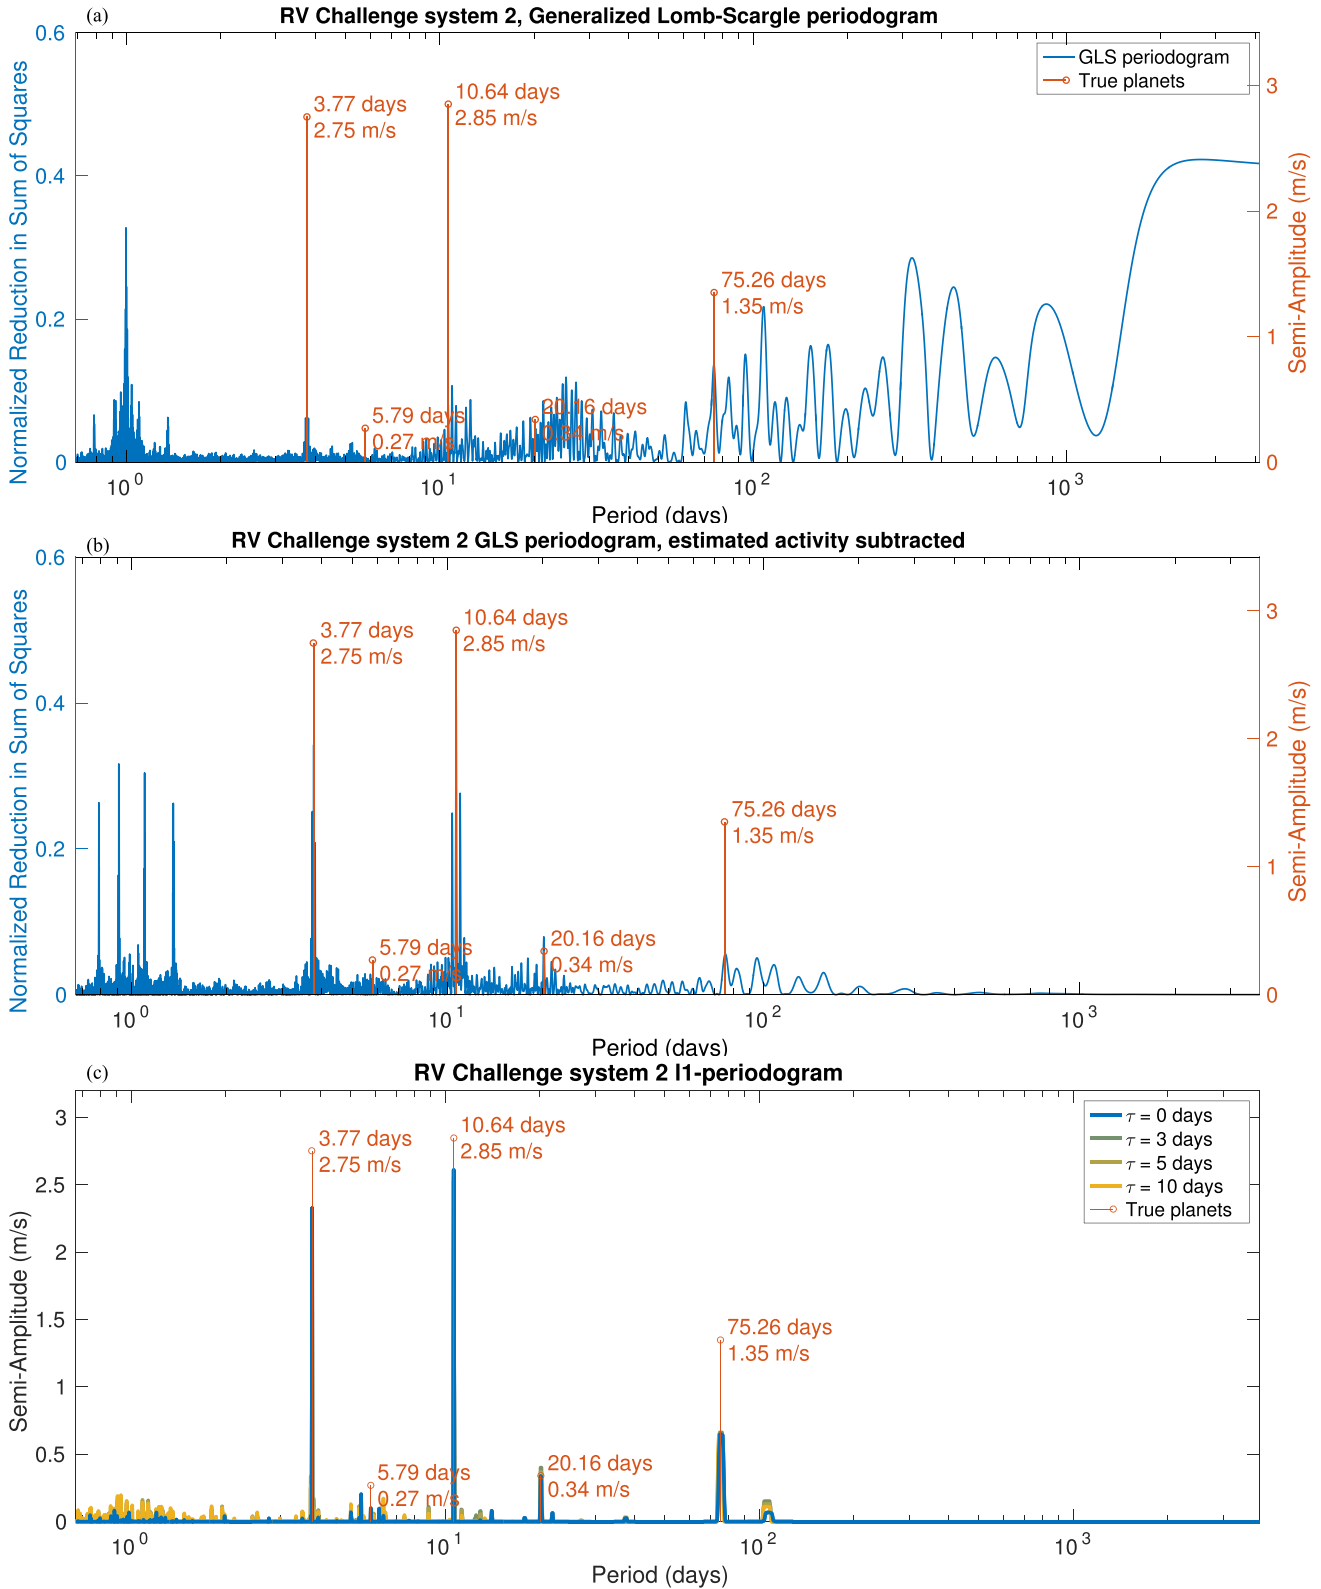 (a)
RV Challenge system 2, Generalized Lomb-Scargle periodogram
Normalized Reduction in Sum of Squares
0.6
0.4
0.2
0
GLS periodogram
True planets
3.77 days
2.75 m/s
10.64 days
2.85 m/s
5.79 days
0.27 m/s
20.16 days
0.34 m/s
75.26 days
1.35 m/s
3
2
1
0
Semi-Amplitude (m/s)
10^0
10^1
10^2
10^3
Period (days)
(b)
RV Challenge system 2 GLS periodogram, estimated activity subtracted
Normalized Reduction in Sum of Squares
0.6
0.4
0.2
0
3.77 days
2.75 m/s
10.64 days
2.85 m/s
5.79 days
0.27 m/s
20.16 days
0.34 m/s
75.26 days
1.35 m/s
3
2
1
0
Semi-Amplitude (m/s)
10^0
10^1
10^2
10^3
Period (days)
(c)
RV Challenge system 2 l1-periodogram
Semi-Amplitude (m/s)
3
2.5
2
1.5
1
0.5
0
τ = 0 days
τ = 3 days
τ = 5 days
τ = 10 days
True planets
3.77 days
2.75 m/s
10.64 days
2.85 m/s
5.79 days
0.27 m/s
20.16 days
0.34 m/s
75.26 days
1.35 m/s
10^0
10^1
10^2
10^3
Period (days)